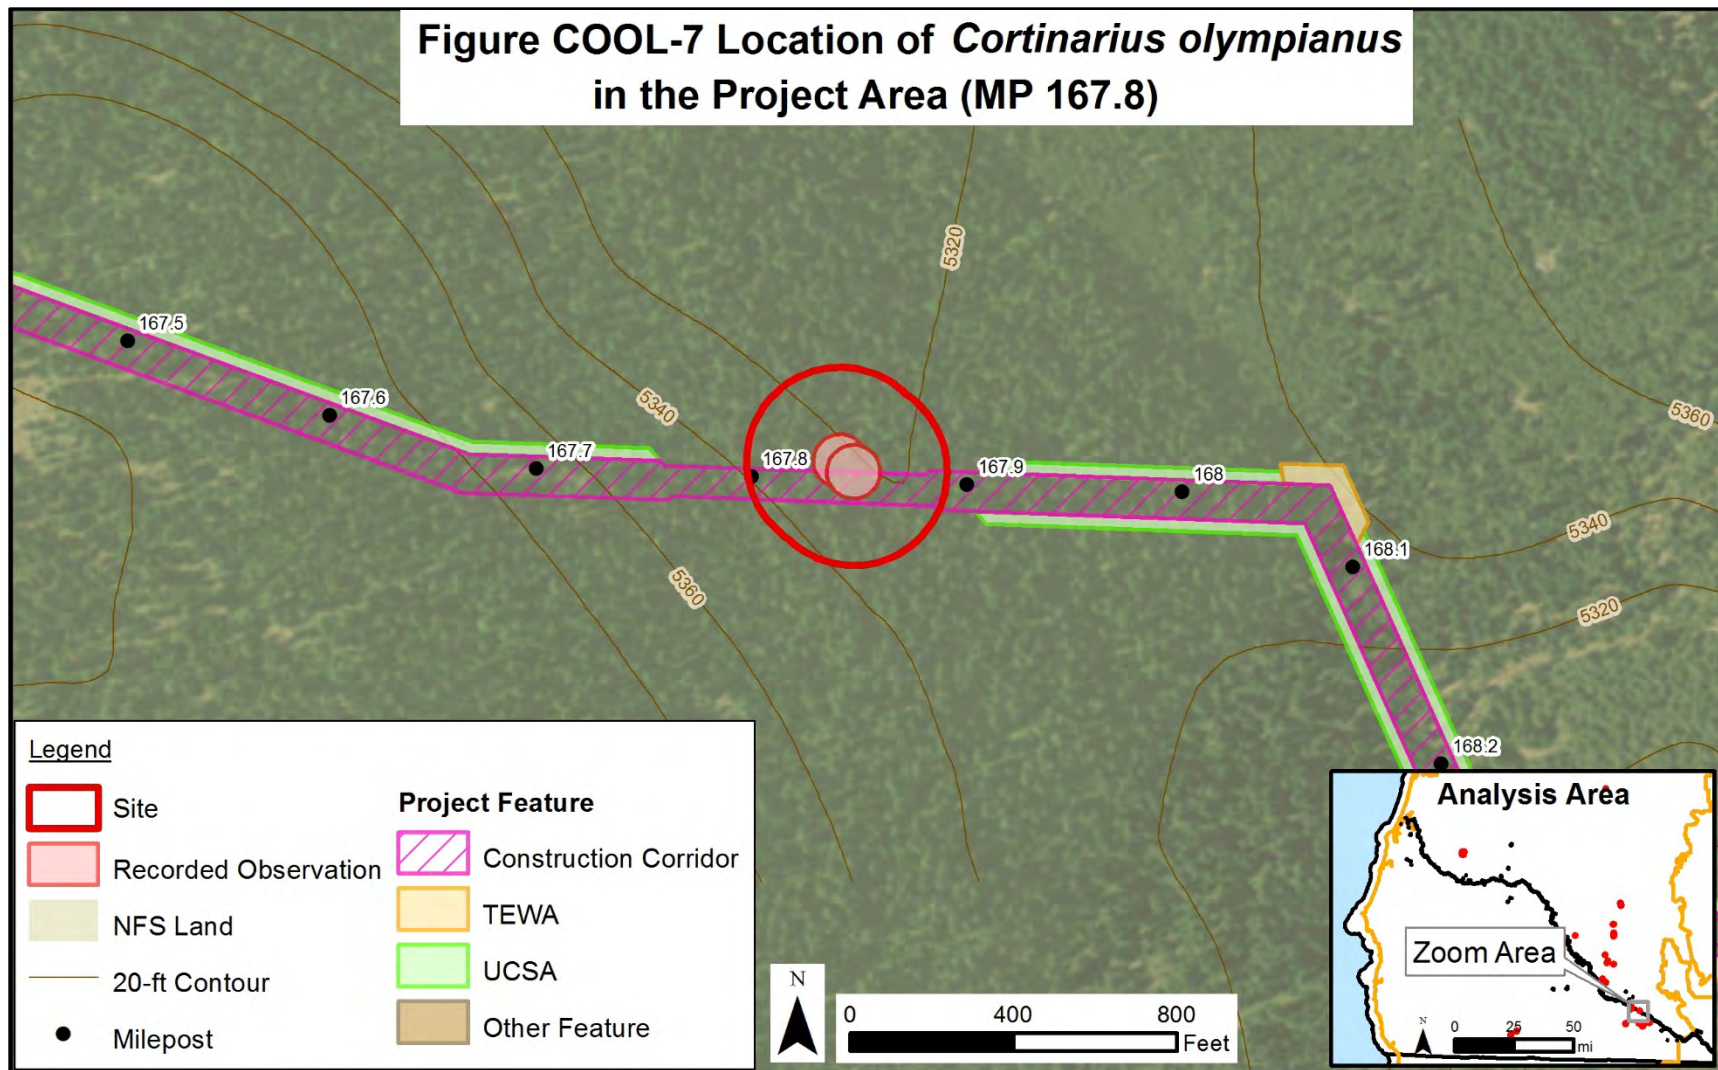 Figure COOL-7 Location of Cortinarius olympianus
in the Project Area (MP 167.8)
5320
167.5
167.6
5340
167.7
167.8
167.9
168
5360
5340
168.1
5360
5320
168.2
Legend
Site
Recorded Observation
NFS Land
20-ft Contour
Milepost
Project Feature
Construction Corridor
TEWA
UCSA
Other Feature
N
0 400 800
Feet
Analysis Area
Zoom Area
N
0 25 50
mi